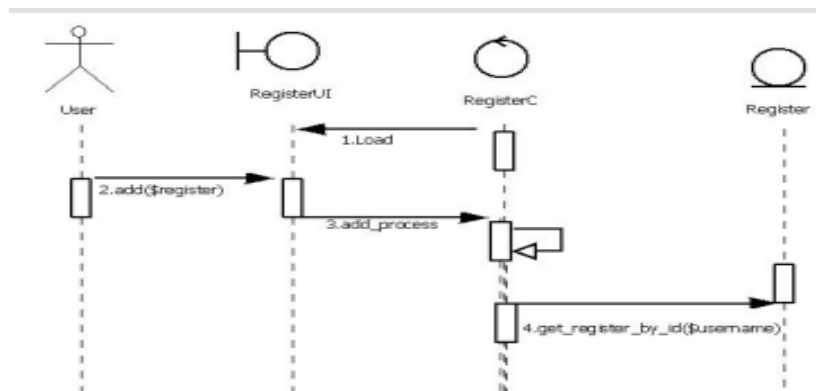 User
RegisterUI
RegisterC
Register
1.Load
2.add($register)
3.add_process
4.get_register_by_id($username)